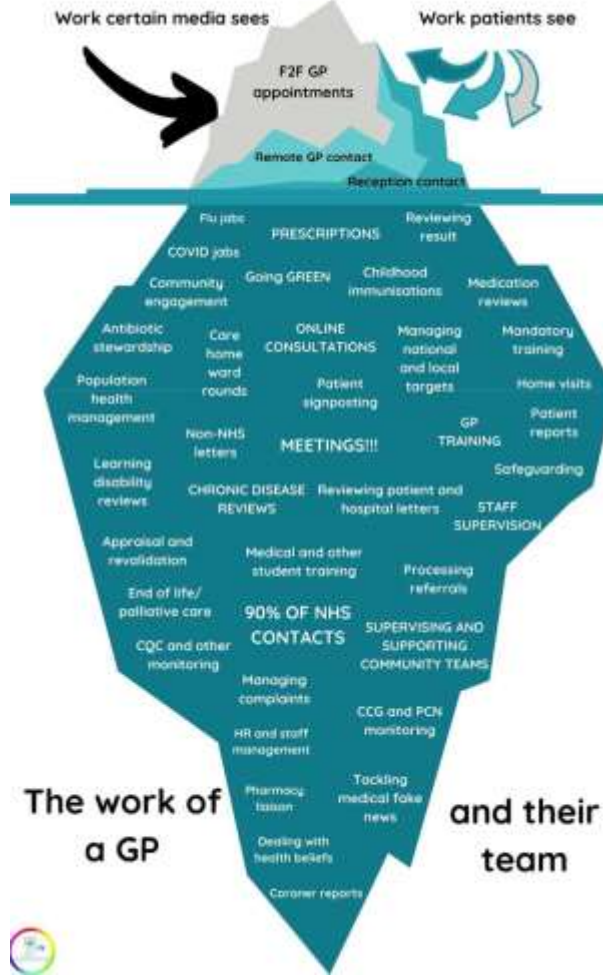 Work certain media sees
Work patients see
F2F GP
appointments
Remote GP contact
Reception contact
Flu jabs
PRESCRIPTIONS
Reviewing
result
COVID jabs
Going GREEN
Childhood
immunisations
Community
engagement
Medication
reviews
Antibiotic
stewardship
Care
home
ward
rounds
ONLINE
CONSULTATIONS
Managing
national
and local
targets
Mandatory
training
Population
health
management
Patient
signposting
Home visits
Non-NHS
letters
MEETINGS!!!
GP
TRAINING
Patient
reports
Learning
disability
reviews
CHRONIC DISEASE
REVIEWS
Reviewing patient and
hospital letters
Safeguarding
STAFF
SUPERVISION
Appraisal and
revalidation
Medical and other
student training
Processing
referrals
End of life/
palliative care
90% OF NHS
CONTACTS
SUPERVISING AND
SUPPORTING
COMMUNITY TEAMS
CQC and other
monitoring
Managing
complaints
CCG and PCN
monitoring
HR and staff
management
Pharmacy
liaison
Tackling
medical fake
news
The work of
a GP
and their
team
Dealing with
health beliefs
Coroner reports